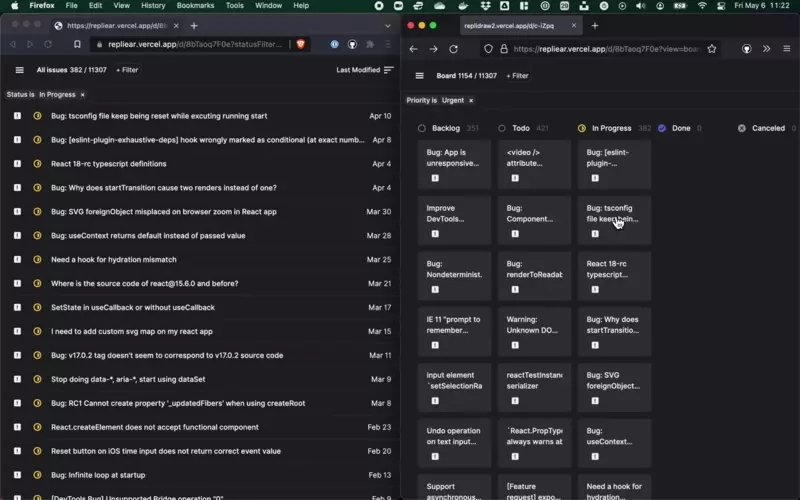 Firefox File Edit View History Bookmarks Tools Window Help
Fri May 6 11:22
https://repliear.vercel.app/d/8bTaoq
https://repliear.vercel.app/d/8bTaoq7F0e?statusFilter...
All issues 382 / 11307 + Filter
Last Modified
Status is In Progress ×
Bug: tsconfig file keep being reset while excuting running start Apr 10
Bug: [eslint-plugin-exhaustive-deps] hook wrongly marked as conditional (at exact numb... Apr 8
React 18-rc typescript definitions Apr 4
Bug: Why does startTransition cause two renders instead of one? Apr 4
Bug: SVG foreignObject misplaced on browser zoom in React app Mar 30
Bug: useContext returns default instead of passed value Mar 28
Need a hook for hydration mismatch Mar 25
Where is the source code of react@15.6.0 and before? Mar 21
SetState in useCallback or without useCallback Mar 17
I need to add custom svg map on my react app Mar 15
Bug: v17.0.2 tag doesn't seem to correspond to v17.0.2 source code Mar 11
Stop doing data-*, aria-*, start using dataSet Mar 9
Bug: RC1 Cannot create property '_updatedFibers' when using createRoot Mar 8
React.createElement does not accept functional component Feb 23
Reset button on iOS time input does not return correct event value Feb 20
Bug: Infinite loop at startup Feb 13
[DevTools Bug] Unsupported Bridge operation "0" Feb 9
replidraw2.vercel.app/d/c-iZpq ×
https://repliear.vercel.app/d/8bTaoq7F0e?view=boa
Board 1154 / 11307 + Filter
Priority is Urgent ×
Backlog 351
Todo 421
In Progress 382
Done 0
Canceled 0
Bug: App is
unresponsive...
<video />
attribute...
Bug: [eslint-
plugin-...
Improve
DevTools...
Bug:
Component...
Bug: tsconfig
file keep bein...
Bug:
Nondeterminist.
Bug:
renderToReadab
React 18-rc
typescript...
IE 11 "prompt to
remember...
Warning:
Unknown DO...
Bug: Why does
startTransitio...
input element
`setSelectionRa
reactTestInstanc
serializer
Bug: SVG
foreignObject...
Undo operation
on text input...
`React.PropType
always warns ab
Bug:
useContext...
Support
asynchronous...
[Feature
request] expo...
Need a hook for
hydration...